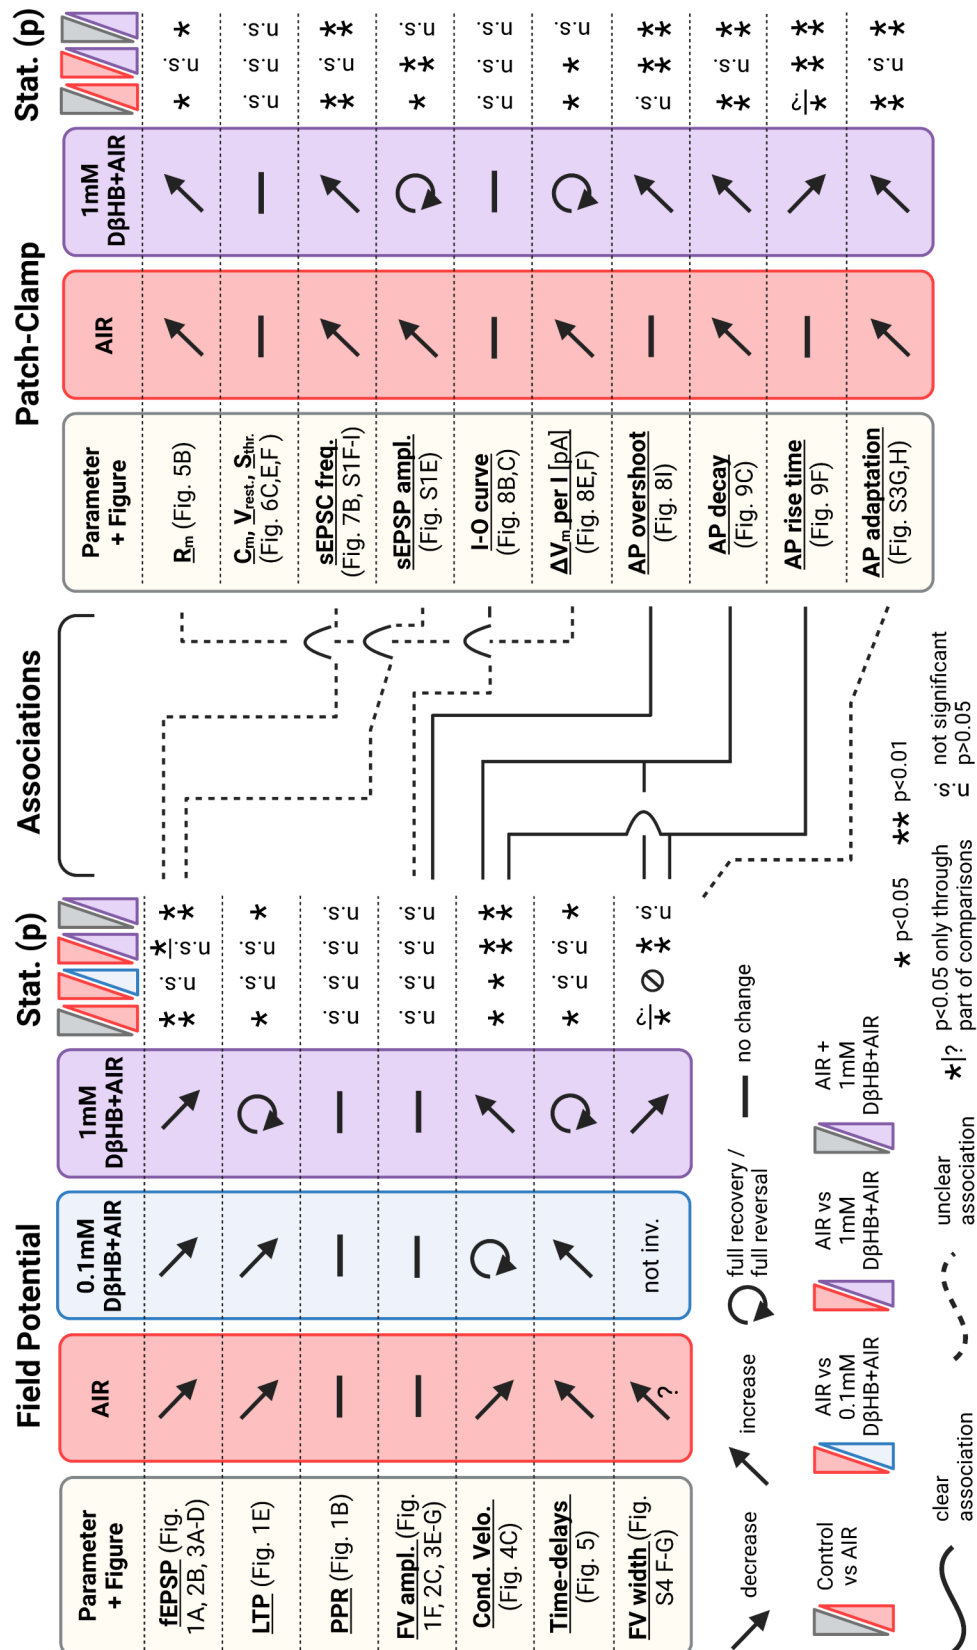 Field Potential
Stat. (p)
Parameter
+ Figure
AIR
0.1mM
DβHB+AIR
1mM
DβHB+AIR
fEPSP (Fig.
1A, 2B, 3A-D)
** n.s. *|n.s. **
LTP (Fig. 1E)
* n.s. n.s. *
PPR (Fig. 1B)
n.s. n.s. n.s. n.s.
FV ampl. (Fig.
1F, 2C, 3E-G)
n.s. n.s. n.s. n.s.
Cond. Velo.
(Fig. 4C)
* * ** **
Time-delays
(Fig. 5)
* n.s. n.s. *
FV width (Fig.
S4 F-G)
? not inv. *|? ** n.s.
Associations
Patch-Clamp
Stat. (p)
Parameter
+ Figure
AIR
1mM
DβHB+AIR
Rm (Fig. 5B)
* n.s. *
Cm, Vrest., Sthr.
(Fig. 6C,E,F )
n.s. n.s. n.s.
sEPSC freq.
(Fig. 7B, S1F-I)
** n.s. **
sEPSP ampl.
(Fig. S1E)
* ** n.s.
I-O curve
(Fig. 8B,C)
n.s. n.s. n.s.
ΔVm per I [pA]
(Fig. 8E,F)
* * n.s.
AP overshoot
(Fig. 8I)
n.s. ** **
AP decay
(Fig. 9C)
** n.s. **
AP rise time
(Fig. 9F)
*|? ** **
AP adaptation
(Fig. S3G,H)
** n.s. **
decrease
increase
full recovery /
full reversal
no change
Control
vs AIR
AIR vs
0.1mM
DβHB+AIR
AIR vs
1mM
DβHB+AIR
AIR +
1mM
DβHB+AIR
* p<0.05
** p<0.01
clear
association
unclear
association
*|? p<0.05 only through
part of comparisons
n.s. not significant
p>0.05